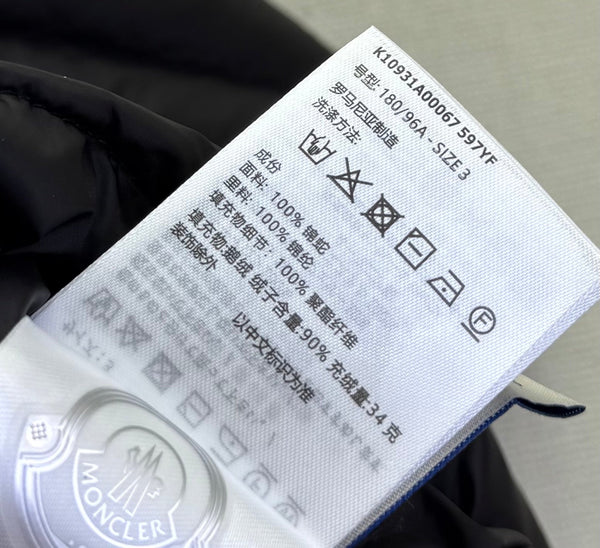 K10931A00067 597YF
号型: 180/96A - SIZE 3
罗马尼亚制造
洗涤方法:
F
成份
面料: 100% 锦纶
里料: 100% 锦纶
填充物细节: 100% 聚酯纤维
填充物:鹅绒 绒子含量:90% 充绒量:34 克
装饰除外
以中文标识为准
MONCLER